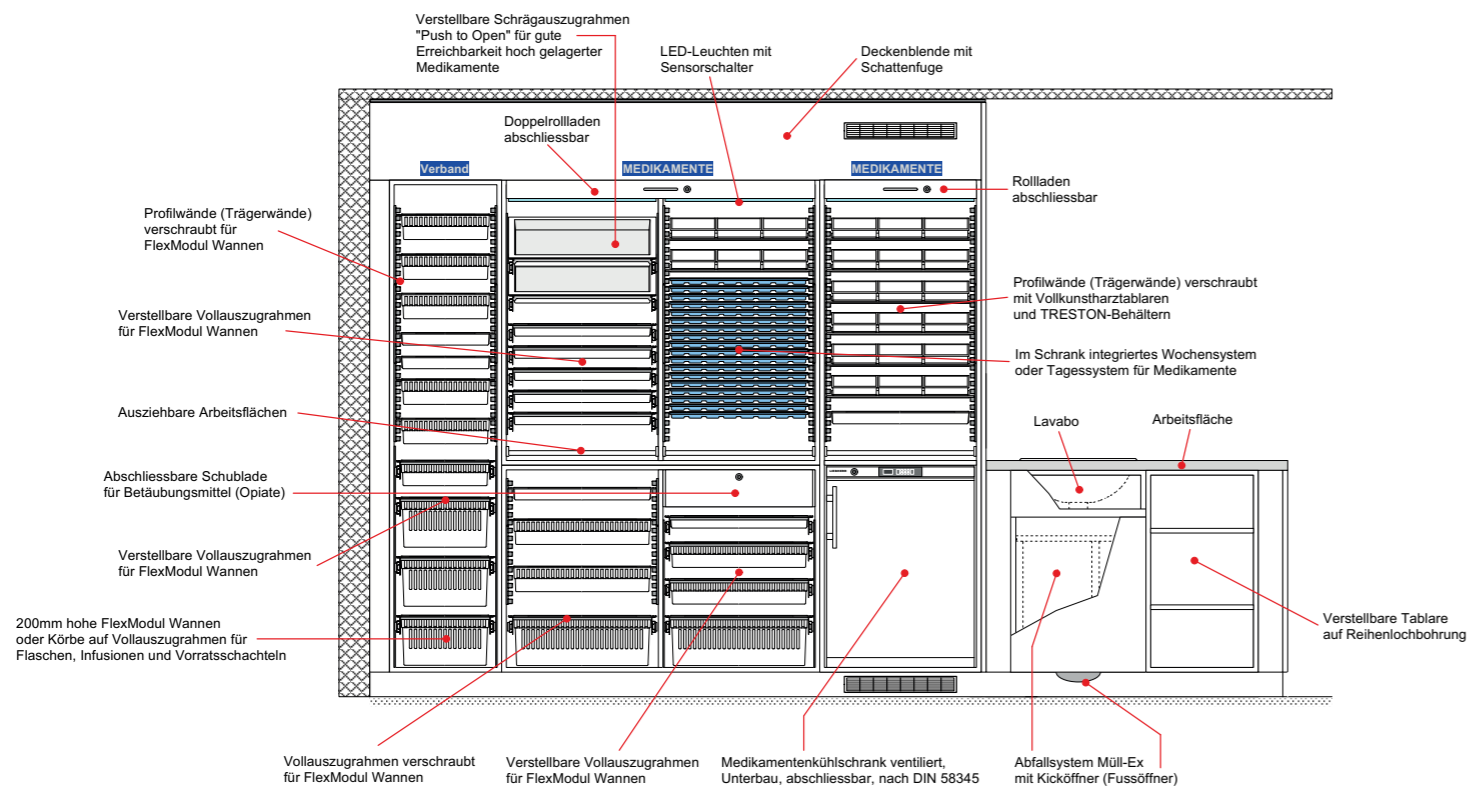 Verstellbare Schrägauszugrahmen
"Push to Open" für gute
Erreichbarkeit hoch gelagerter
Medikamente
LED-Leuchten mit
Sensorschalter
Deckenblende mit
Schattenfuge
Doppelrollladen
abschliessbar
Verband
MEDIKAMENTE
MEDIKAMENTE
Rollladen
abschliessbar
Profilwände (Trägerwände)
verschraubt für
FlexModul Wannen
Profilwände (Trägerwände) verschraubt
mit Vollkunstharztablaren
und TRESTON-Behältern
Verstellbare Vollauszugrahmen
für FlexModul Wannen
Im Schrank integriertes Wochensystem
oder Tagessystem für Medikamente
Ausziehbare Arbeitsflächen
Lavabo
Arbeitsfläche
Abschliessbare Schublade
für Betäubungsmittel (Opiate)
LIEBHERR
Verstellbare Vollauszugrahmen
für FlexModul Wannen
200mm hohe FlexModul Wannen
oder Körbe auf Vollauszugrahmen für
Flaschen, Infusionen und Vorratsschachteln
Verstellbare Tablare
auf Reihenlochbohrung
Vollauszugrahmen verschraubt
für FlexModul Wannen
Verstellbare Vollauszugrahmen
für FlexModul Wannen
Medikamentenkühlschrank ventiliert,
Unterbau, abschliessbar, nach DIN 58345
Abfallsystem Müll-Ex
mit Kicköffner (Fussöffner)